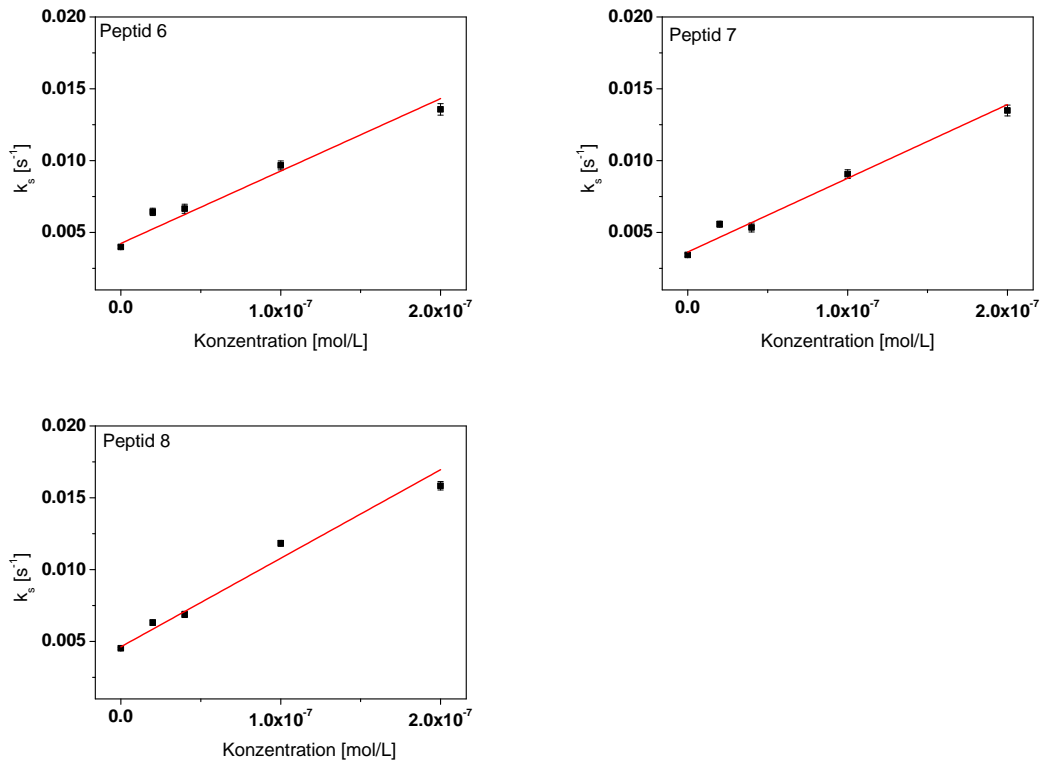 Peptid 6
0.020
0.015
0.010
0.005
k_s [s^-1]
0.0
1.0x10^-7
2.0x10^-7
Konzentration [mol/L]
Peptid 7
0.020
0.015
0.010
0.005
k_s [s^-1]
0.0
1.0x10^-7
2.0x10^-7
Konzentration [mol/L]
Peptid 8
0.020
0.015
0.010
0.005
k_s [s^-1]
0.0
1.0x10^-7
2.0x10^-7
Konzentration [mol/L]